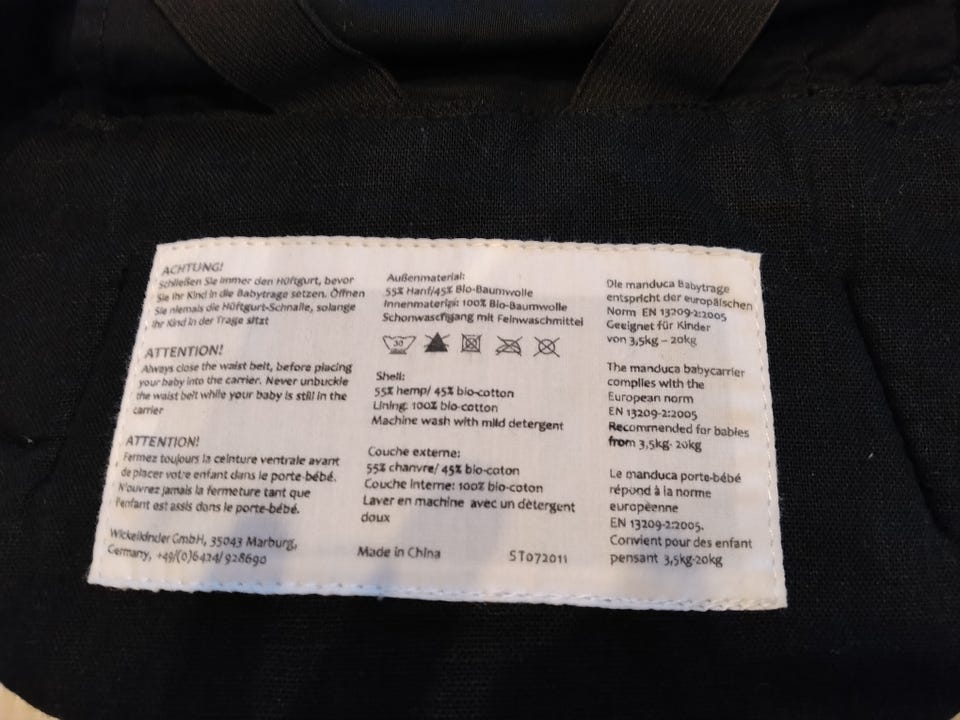 ACHTUNG!
Schließen Sie immer den Hüftgurt, bevor
Sie Ihr Kind in die Babytrage setzen. Öffnen
Sie niemals die Hüftgurt-Schnalle, solange
Ihr Kind in der Trage sitzt
ATTENTION!
Always close the waist belt, before placing
your baby into the carrier. Never unbuckle
the waist belt while your baby is still in the
carrier
ATTENTION!
Fermez toujours la ceinture ventrale avant
de placer votre enfant dans le porte-bébé.
N'ouvrez jamais la fermeture tant que
l'enfant est assis dans le porte-bébé.
Wickelkinder GmbH, 35043 Marburg,
Germany, +49/(0)6424/ 928690
Außenmaterial:
55% Hanf/45% Bio-Baumwolle
Innenmaterial: 100% Bio-Baumwolle
Schonwaschgang mit Feinwaschmittel
30
Shell:
55% hemp/ 45% bio-cotton
Lining: 100% bio-cotton
Machine wash with mild detergent
Couche externe:
55% chanvre/ 45% bio-coton
Couche interne: 100% bio-coton
Laver en machine avec un détergent
doux
Made in China ST072011
Die manduca Babytrage
entspricht der europäischen
Norm EN 13209-2:2005
Geeignet für Kinder
von 3,5kg – 20kg
The manduca babycarrier
complies with the
European norm
EN 13209-2:2005
Recommended for babies
from 3,5kg- 20kg
Le manduca porte-bébé
répond à la norme
européenne
EN 13209-2:2005.
Convient pour des enfant
pensant 3,5kg-20kg